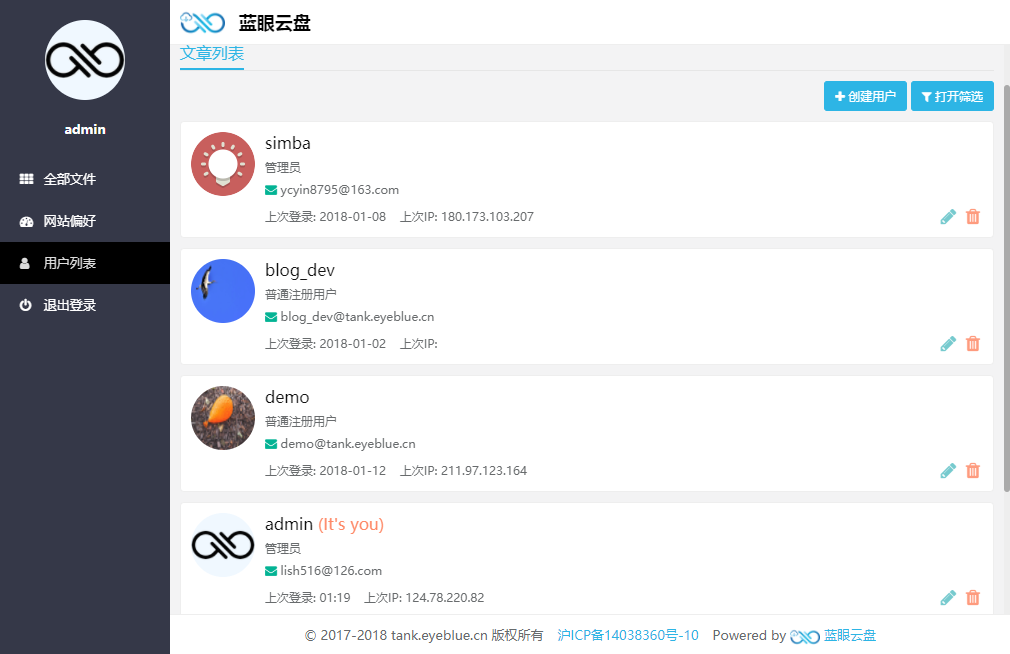 蓝眼云盘
admin
全部文件
网站偏好
用户列表
退出登录
文章列表
创建用户 打开筛选
simba
管理员
ycyin8795@163.com
上次登录: 2018-01-08 上次IP: 180.173.103.207
blog_dev
普通注册用户
blog_dev@tank.eyeblue.cn
上次登录: 2018-01-02 上次IP:
demo
普通注册用户
demo@tank.eyeblue.cn
上次登录: 2018-01-12 上次IP: 211.97.123.164
admin (It's you)
管理员
lish516@126.com
上次登录: 01:19 上次IP: 124.78.220.82
© 2017-2018 tank.eyeblue.cn 版权所有 沪ICP备14038360号-10 Powered by 蓝眼云盘